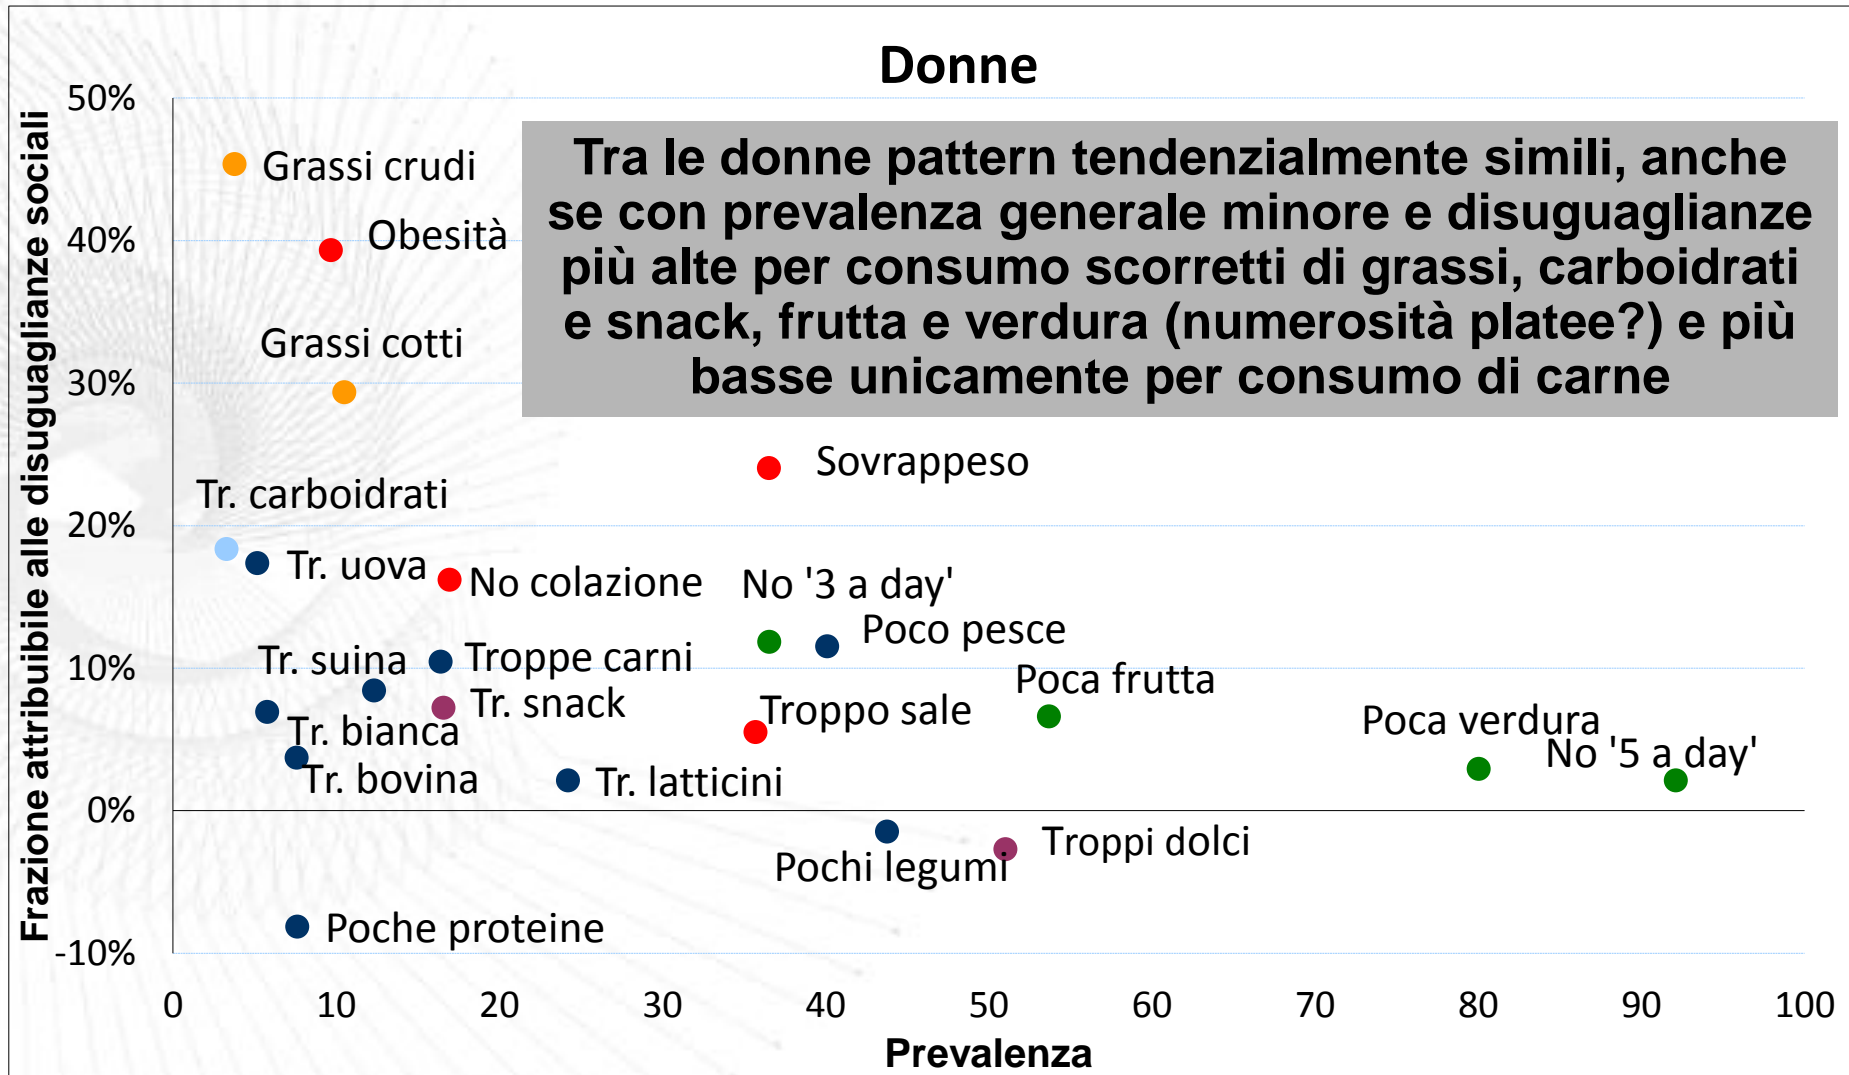 Donne
Frazione attribuibile alle disuguaglianze sociali
50%
40%
30%
20%
10%
0%
-10%
Tra le donne pattern tendenzialmente simili, anche
se con prevalenza generale minore e disuguaglianze
più alte per consumo scorretti di grassi, carboidrati
e snack, frutta e verdura (numerosità platee?) e più
basse unicamente per consumo di carne
Grassi crudi
Obesità
Grassi cotti
Sovrappeso
Tr. carboidrati
Tr. uova
No colazione
No '3 a day'
Poco pesce
Tr. suina
Troppe carni
Poca frutta
Tr. snack
Troppo sale
Poca verdura
Tr. bianca
No '5 a day'
Tr. bovina
Tr. latticini
Troppi dolci
Pochi legumi
Poche proteine
0 10 20 30 40 50 60 70 80 90 100
Prevalenza